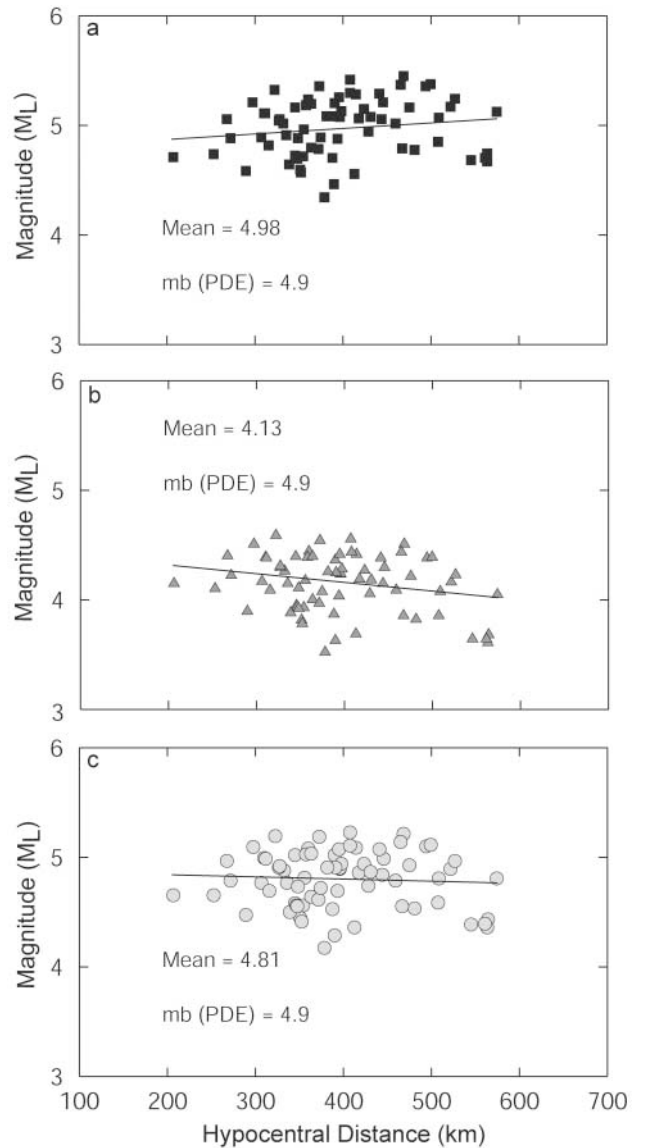 6
a
5
Magnitude (ML)
4
Mean = 4.98
mb (PDE) = 4.9
3
6
b
Mean = 4.13
mb (PDE) = 4.9
5
Magnitude (ML)
4
3
6
c
5
Magnitude (ML)
4
Mean = 4.81
mb (PDE) = 4.9
3
100 200 300 400 500 600 700
Hypocentral Distance (km)